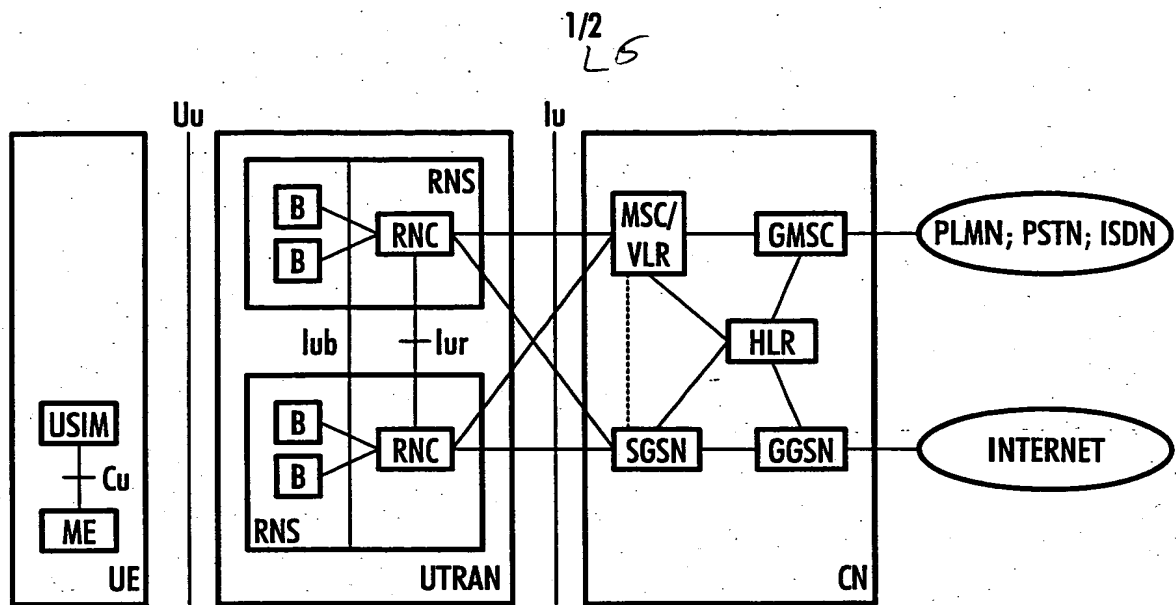 1/2
L5
Uu
Iu
RNS
B
B
RNC
MSC/
VLR
GMSC
PLMN; PSTN; ISDN
Iub
Iur
HLR
USIM
Cu
ME
UE
B
B
RNC
RNS
UTRAN
SGSN
GGSN
INTERNET
CN